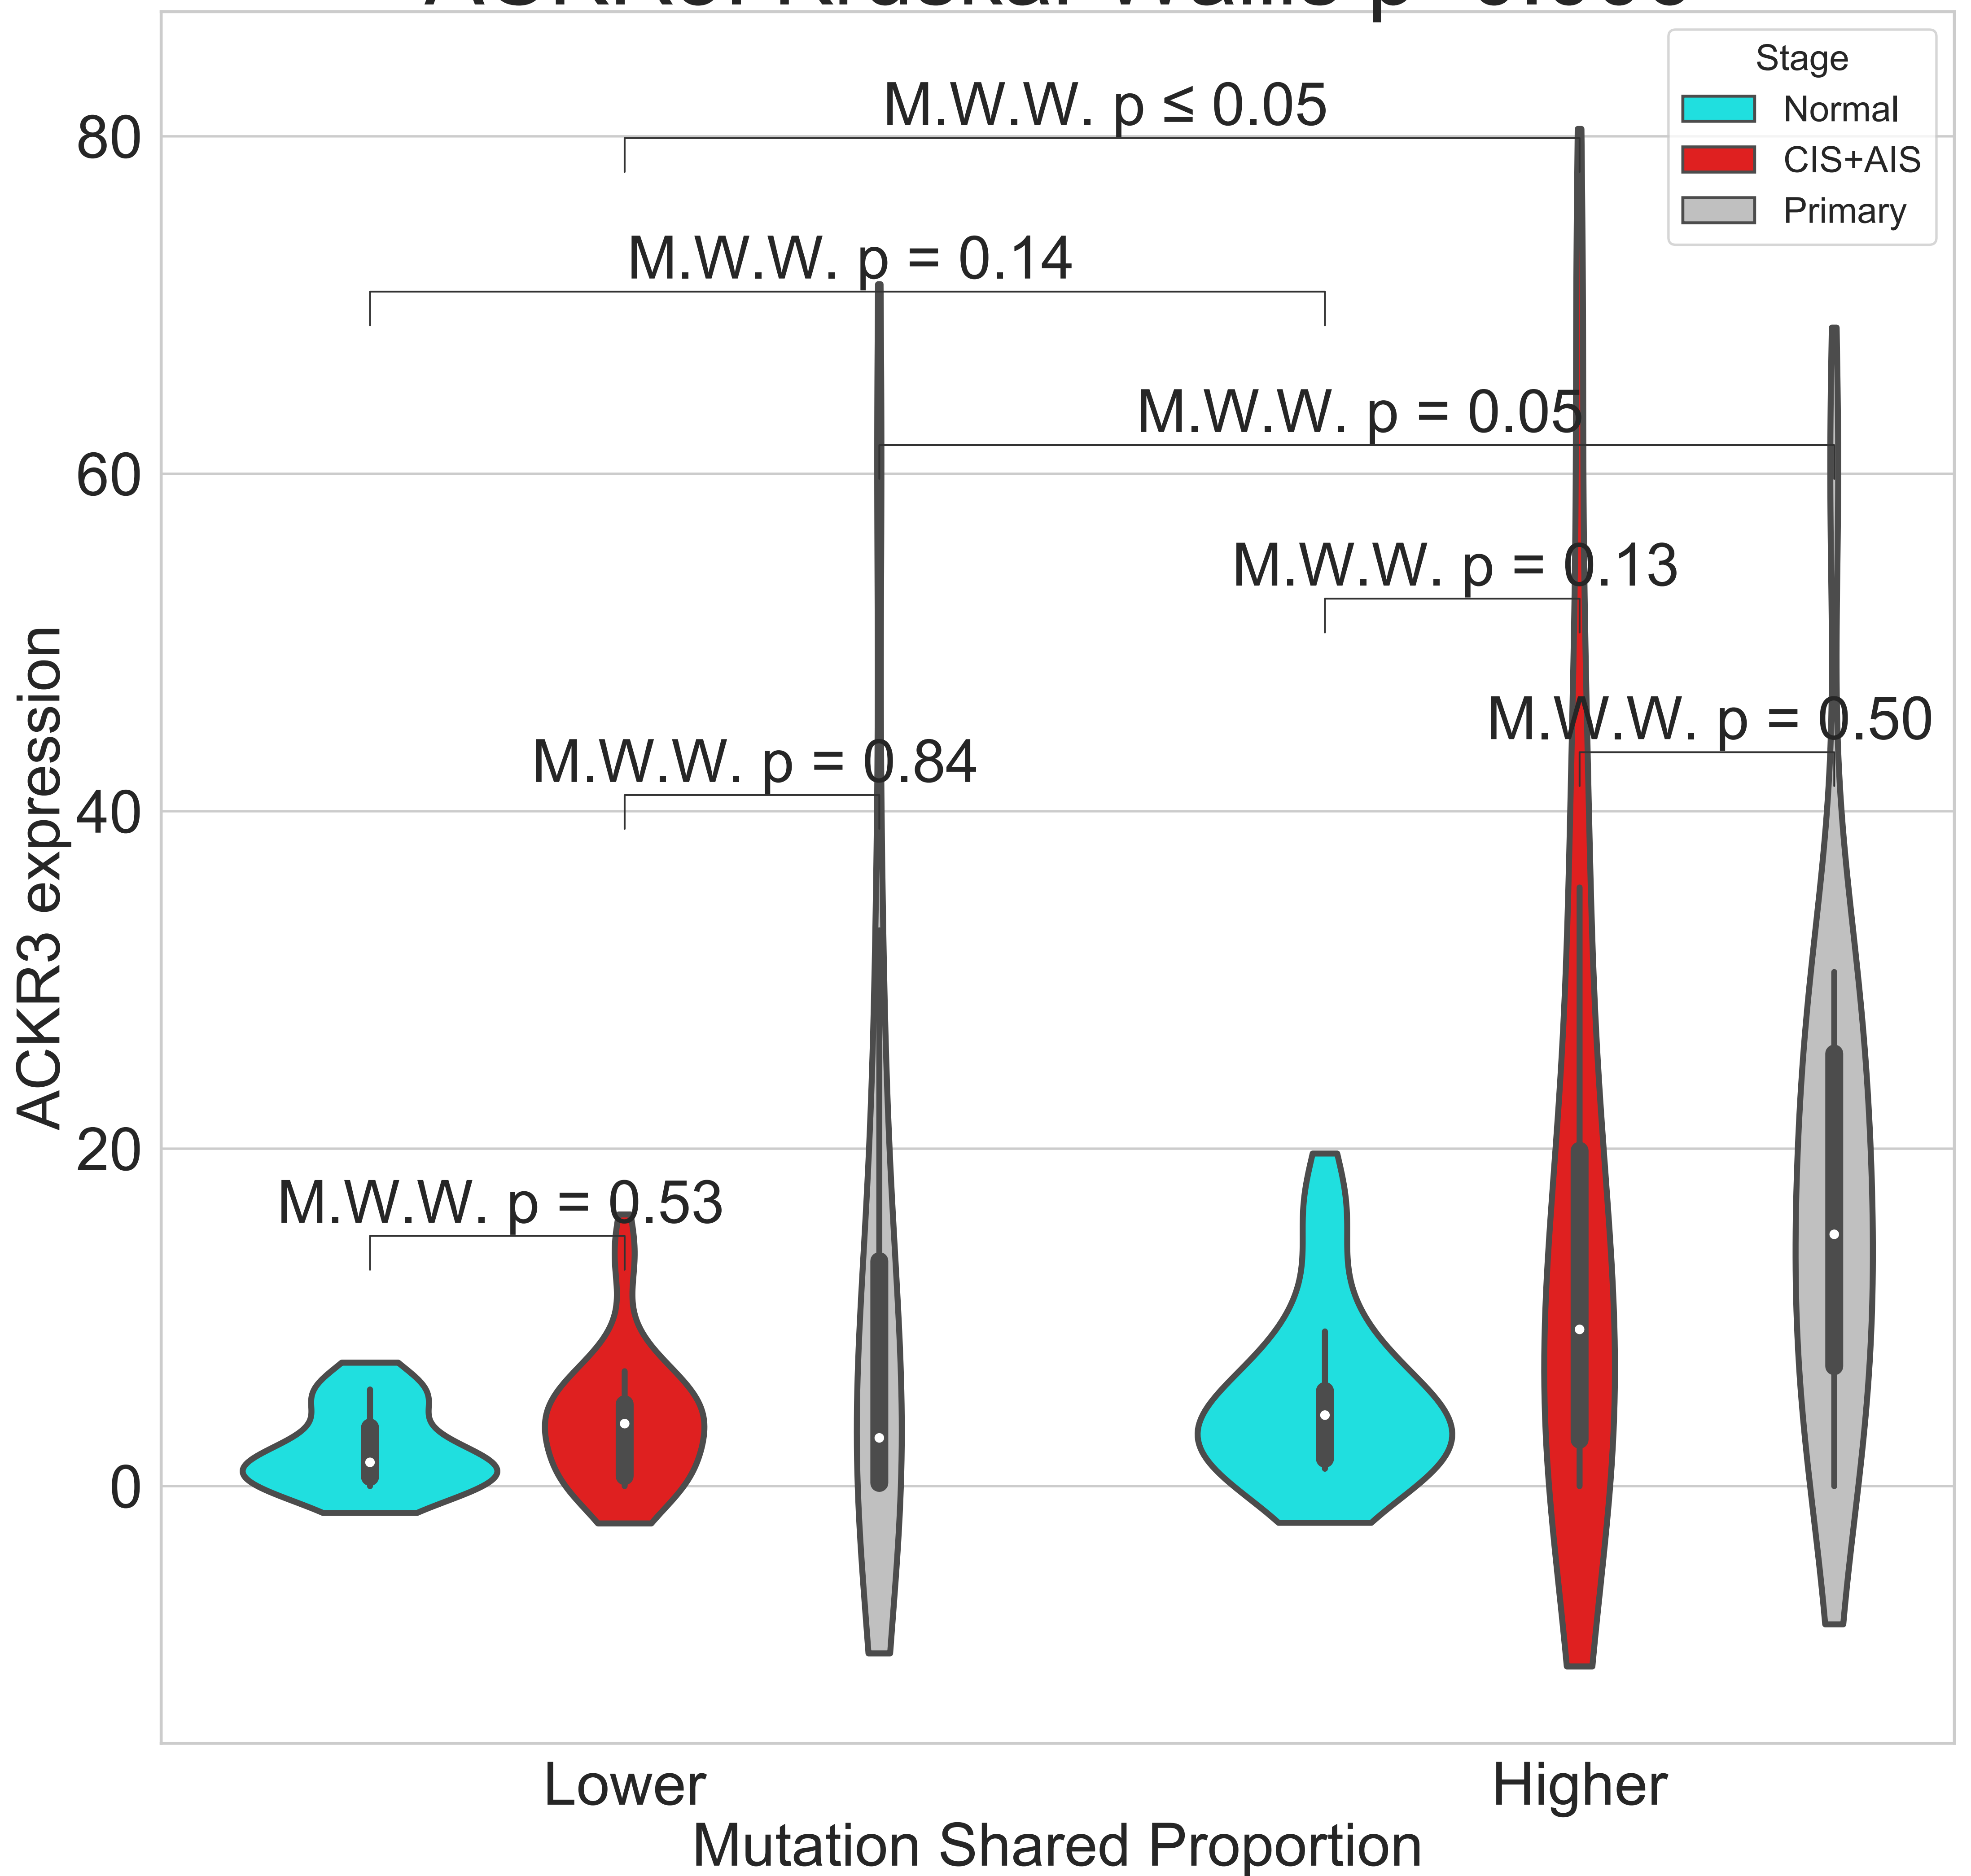 Stage
Normal
CIS+AIS
Primary
M.W.W. p ≤ 0.05
M.W.W. p = 0.14
M.W.W. p = 0.05
M.W.W. p = 0.13
M.W.W. p = 0.50
M.W.W. p = 0.84
M.W.W. p = 0.53
80
60
40
20
0
ACKR3 expression
Lower
Higher
Mutation Shared Proportion